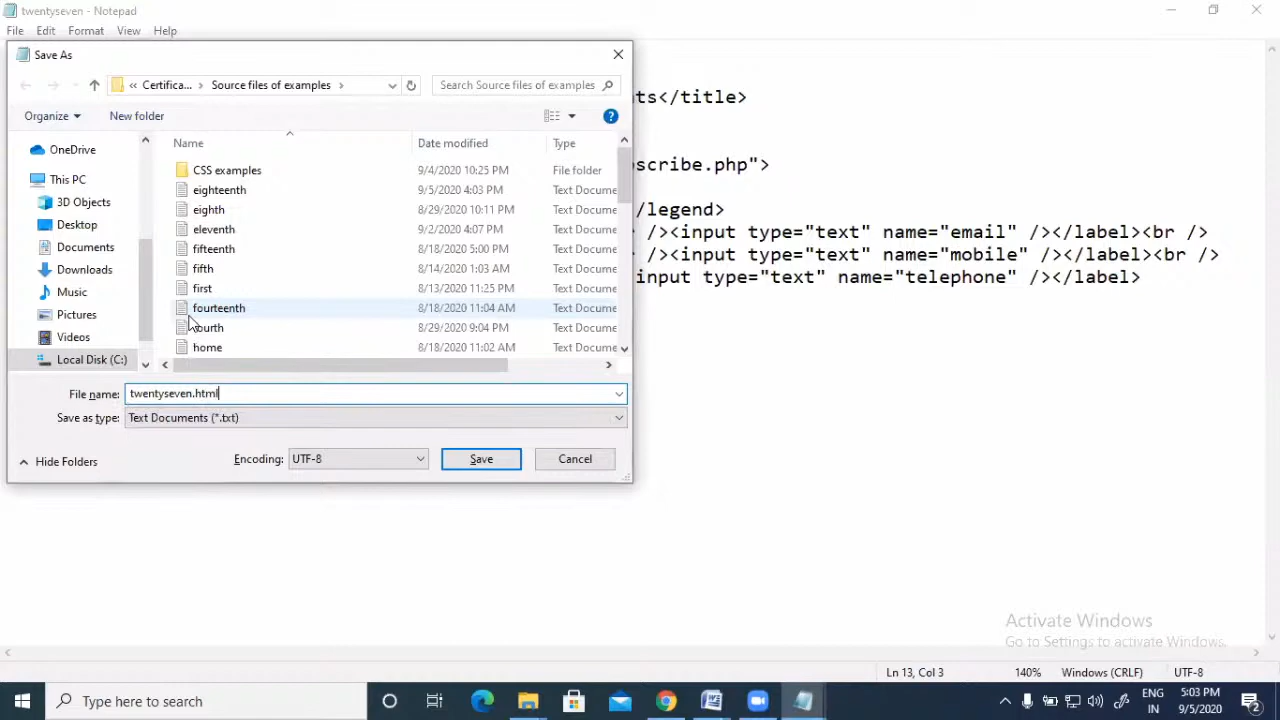 twentyseven - Notepad
File Edit Format View Help
Save As
« Certifica... › Source files of examples ›
Search Source files of examples
Organize New folder
Name Date modified Type
OneDrive
This PC
3D Objects
Desktop
Documents
Downloads
Music
Pictures
Videos
Local Disk (C:)
CSS examples 9/4/2020 10:25 PM File folder
eighteenth 9/5/2020 4:03 PM Text Docume
eighth 8/29/2020 10:11 PM Text Docume
eleventh 9/2/2020 4:07 PM Text Docume
fifteenth 8/18/2020 5:00 PM Text Docume
fifth 8/14/2020 1:03 AM Text Docume
first 8/13/2020 11:25 PM Text Docume
fourteenth 8/18/2020 11:04 AM Text Docume
fourth 8/29/2020 9:04 PM Text Docume
home 8/18/2020 11:02 AM Text Docume
File name: twentyseven.html
Save as type: Text Documents (*.txt)
Hide Folders Encoding: UTF-8 Save Cancel
ts</title>
scribe.php">
/legend>
/><input type="text" name="email" /></label><br />
/><input type="text" name="mobile" /></label><br />
input type="text" name="telephone" /></label>
Activate Windows
Go to Settings to activate Windows.
Ln 13, Col 3 140% Windows (CRLF) UTF-8
Type here to search
ENG
IN
5:03 PM
9/5/2020
2